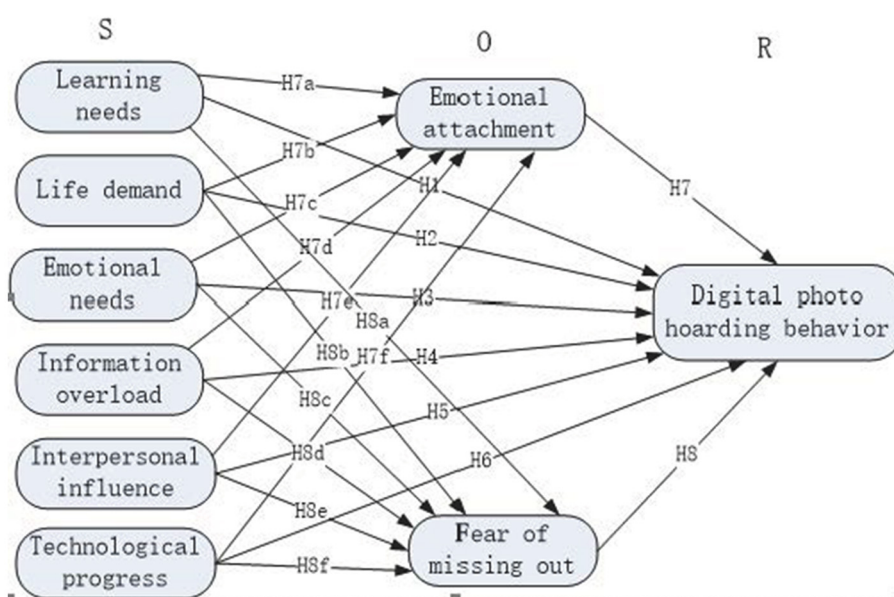 S
O
R
Learning
needs
Life demand
Emotional
needs
Information
overload
Interpersonal
influence
Technological
progress
Emotional
attachment
Fear of
missing out
Digital photo
hoarding behavior
H7a
H7b
H7c
H7d
H7e
H7f
H1
H2
H3
H4
H5
H6
H8a
H8b
H8c
H8d
H8e
H8f
H7
H8